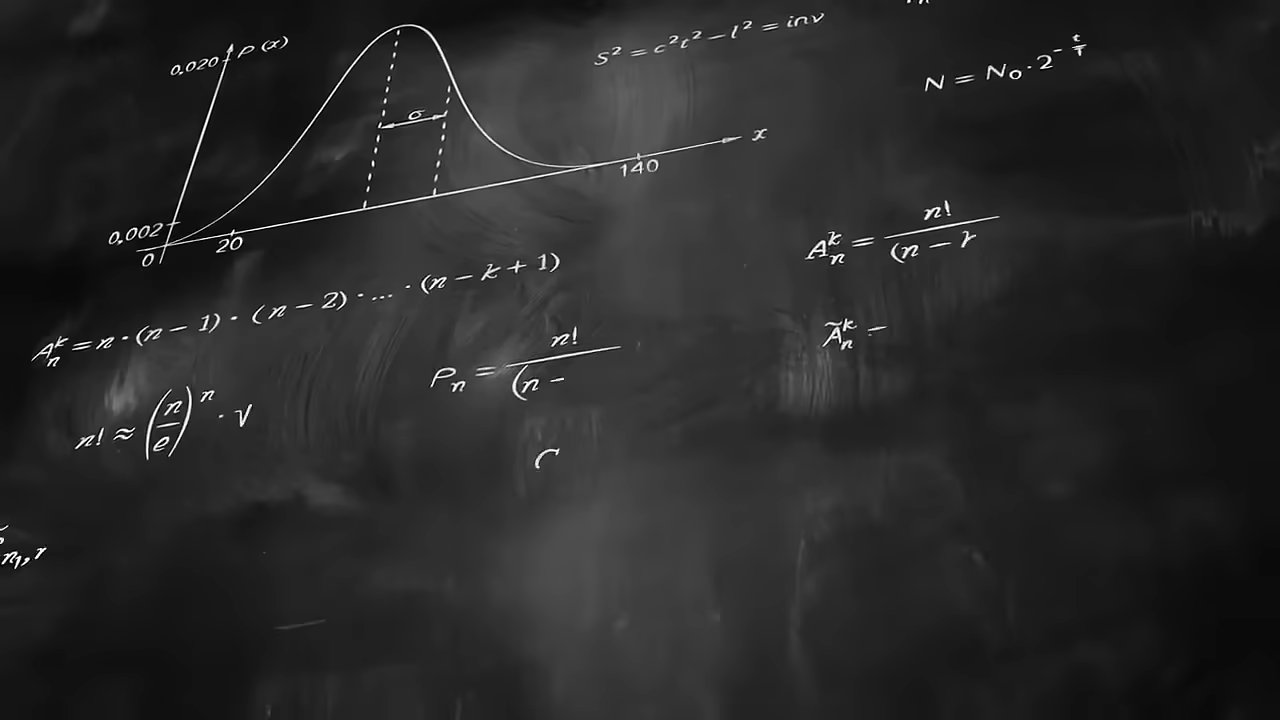 S² = c²t² − l² = inv
N = N₀ · 2^(−t/T)
0,020 P(x)
σ
x
140
0,002
0
20
Aₙᵏ = n!/(n − k
Aₙᵏ = n · (n − 1) · (n − 2) · ... · (n − k + 1)
Ãₙᵏ −
Pₙ = n!/(n −
n! ≈ (n/e)ⁿ · √
n₁, r